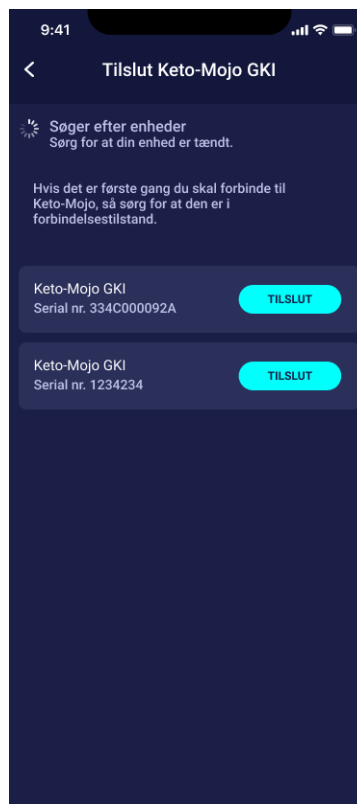 9:41
Tilslut Keto-Mojo GKI
Søger efter enheder
Sørg for at din enhed er tændt.
Hvis det er første gang du skal forbinde til
Keto-Mojo, så sørg for at den er i
forbindelsestilstand.
Keto-Mojo GKI
Serial nr. 334C000092A
TILSLUT
Keto-Mojo GKI
Serial nr. 1234234
TILSLUT